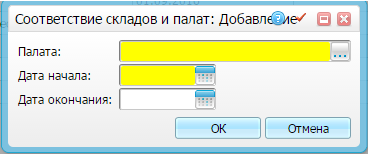 Соответствие складов и палат: Добавление
Палата:
...
Дата начала:
Дата окончания:
ОК Отмена